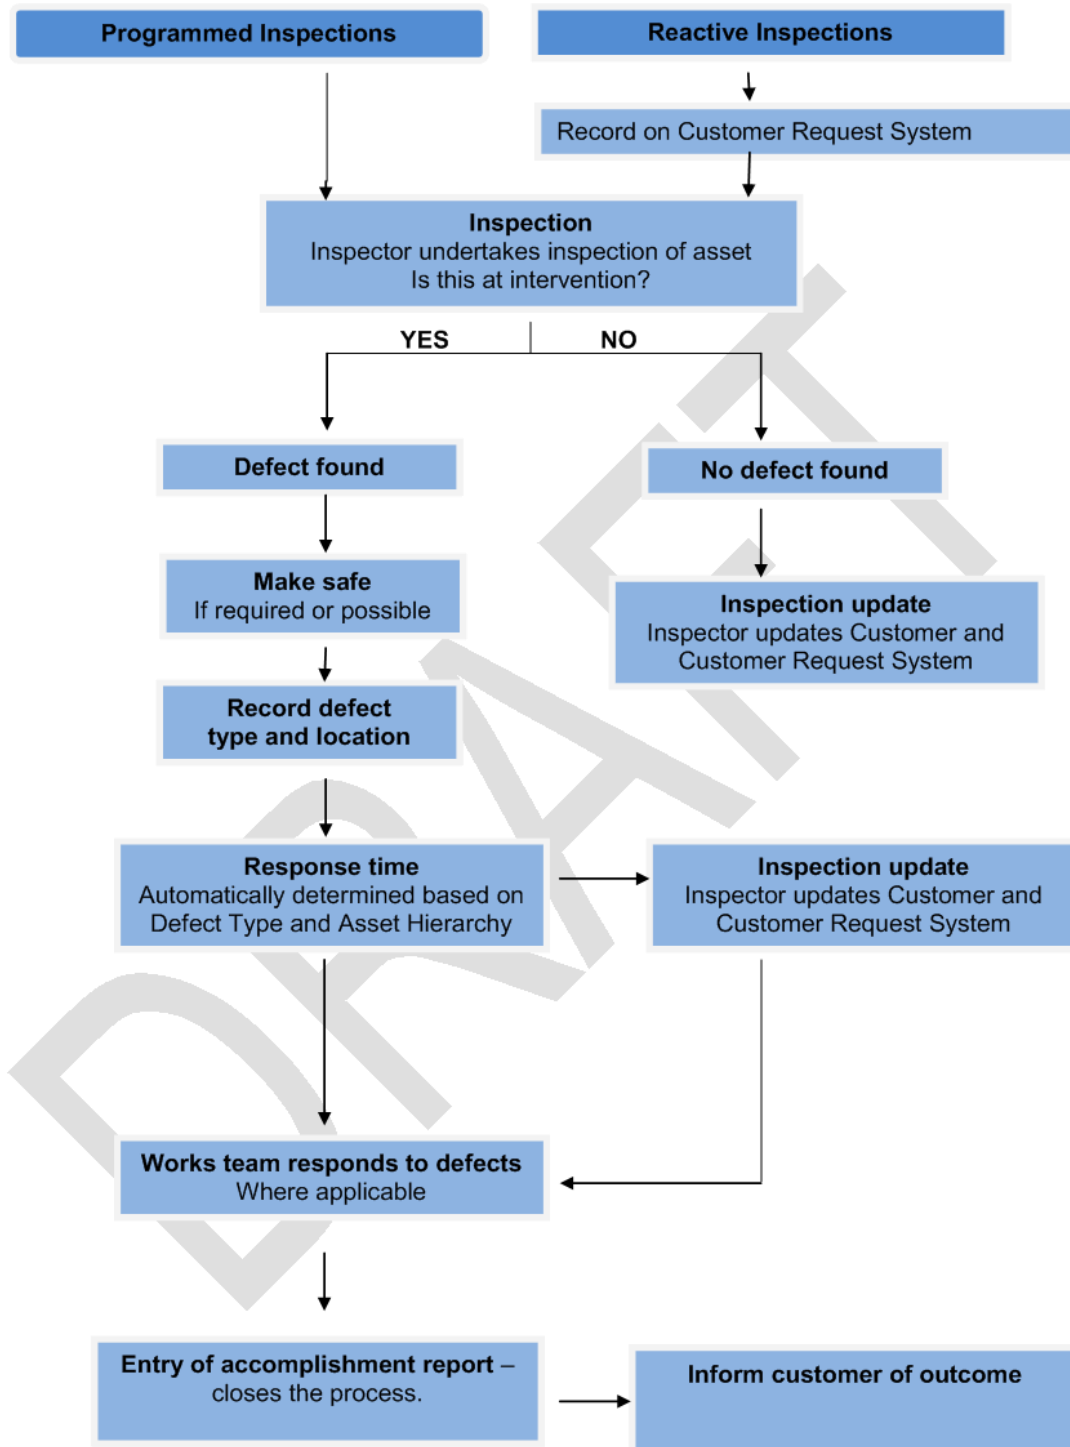 Programmed Inspections
Reactive Inspections
Record on Customer Request System
Inspection
Inspector undertakes inspection of asset
Is this at intervention?
YES
NO
Defect found
No defect found
Make safe
If required or possible
Inspection update
Inspector updates Customer and
Customer Request System
Record defect
type and location
Response time
Automatically determined based on
Defect Type and Asset Hierarchy
Inspection update
Inspector updates Customer and
Customer Request System
Works team responds to defects
Where applicable
Entry of accomplishment report –
closes the process.
Inform customer of outcome
DRAFT